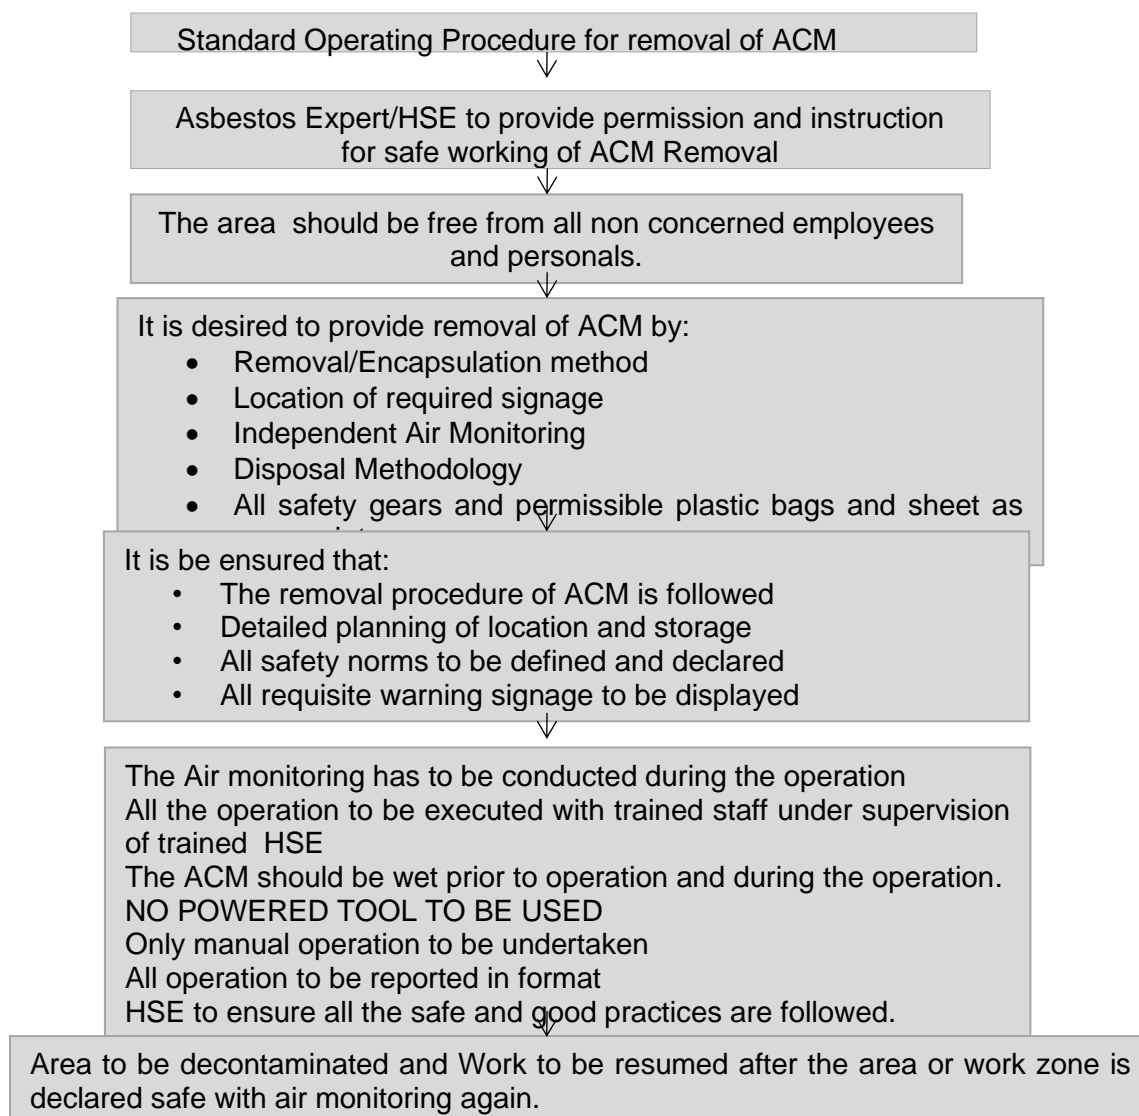 Standard Operating Procedure for removal of ACM
Asbestos Expert/HSE to provide permission and instruction
for safe working of ACM Removal
The area should be free from all non concerned employees
and personals.
It is desired to provide removal of ACM by:
• Removal/Encapsulation method
• Location of required signage
• Independent Air Monitoring
• Disposal Methodology
• All safety gears and permissible plastic bags and sheet as
It is be ensured that:
• The removal procedure of ACM is followed
• Detailed planning of location and storage
• All safety norms to be defined and declared
• All requisite warning signage to be displayed
The Air monitoring has to be conducted during the operation
All the operation to be executed with trained staff under supervision
of trained HSE
The ACM should be wet prior to operation and during the operation.
NO POWERED TOOL TO BE USED
Only manual operation to be undertaken
All operation to be reported in format
HSE to ensure all the safe and good practices are followed.
Area to be decontaminated and Work to be resumed after the area or work zone is
declared safe with air monitoring again.